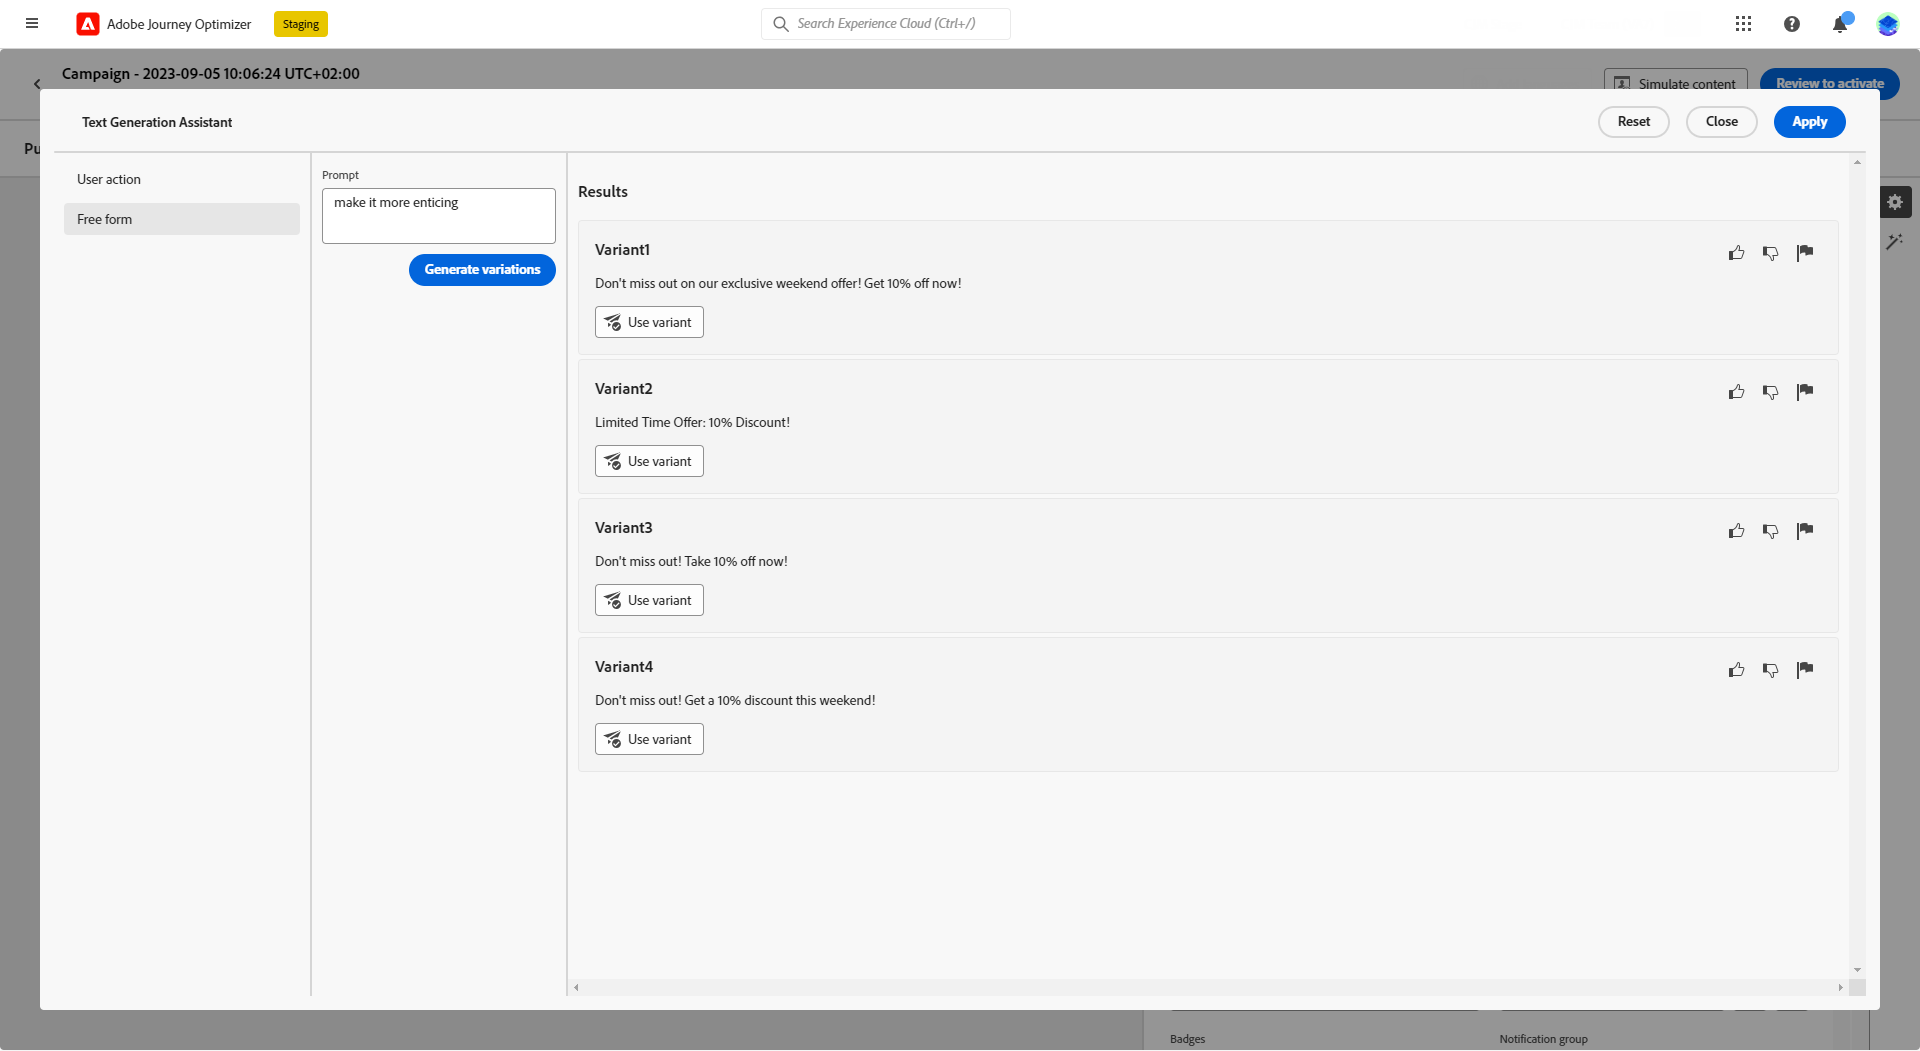 Adobe Journey Optimizer
Staging
Search Experience Cloud (Ctrl+/)
Campaign - 2023-09-05 10:06:24 UTC+02:00
Simulate content
Review to activate
Pu
Text Generation Assistant
Reset
Close
Apply
User action
Free form
Prompt
make it more enticing
Generate variations
Results
Variant1
Don't miss out on our exclusive weekend offer! Get 10% off now!
Use variant
Variant2
Limited Time Offer: 10% Discount!
Use variant
Variant3
Don't miss out! Take 10% off now!
Use variant
Variant4
Don't miss out! Get a 10% discount this weekend!
Use variant
Badges
Notification group